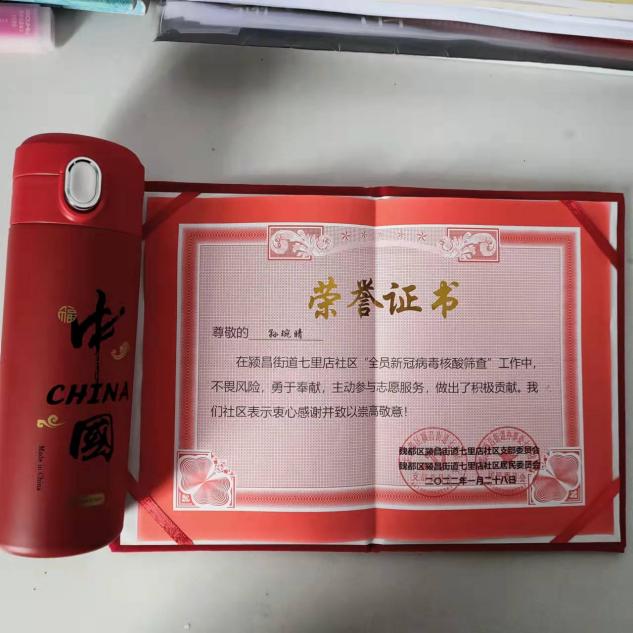 中
CHINA
國
Made in China
福
荣誉证书
尊敬的 孙琬晴
在颍昌街道七里店社区“全员新冠病毒核酸筛查”工作中，
不畏风险，勇于奉献，主动参与志愿服务，做出了积极贡献。我
们社区表示衷心感谢并致以崇高敬意！
魏都区颍昌街道七里店社区支部委员会
魏都区颍昌街道七里店社区居民委员会
二〇二二年一月二十八日